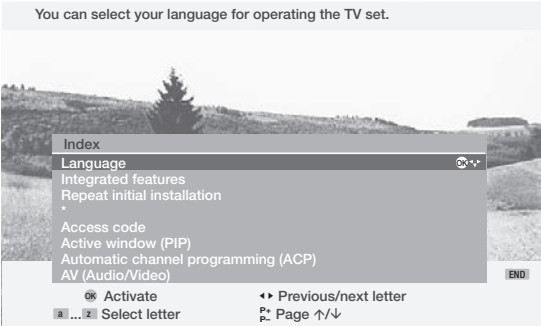 You can select your language for operating the TV set.
Index
Language OK
Integrated features
Repeat initial installation
*
Access code
Active window (PIP)
Automatic channel programming (ACP)
AV (Audio/Video)
END
OK Activate ◂ ▸ Previous/next letter
a ... z Select letter P+ P– Page ↑/↓